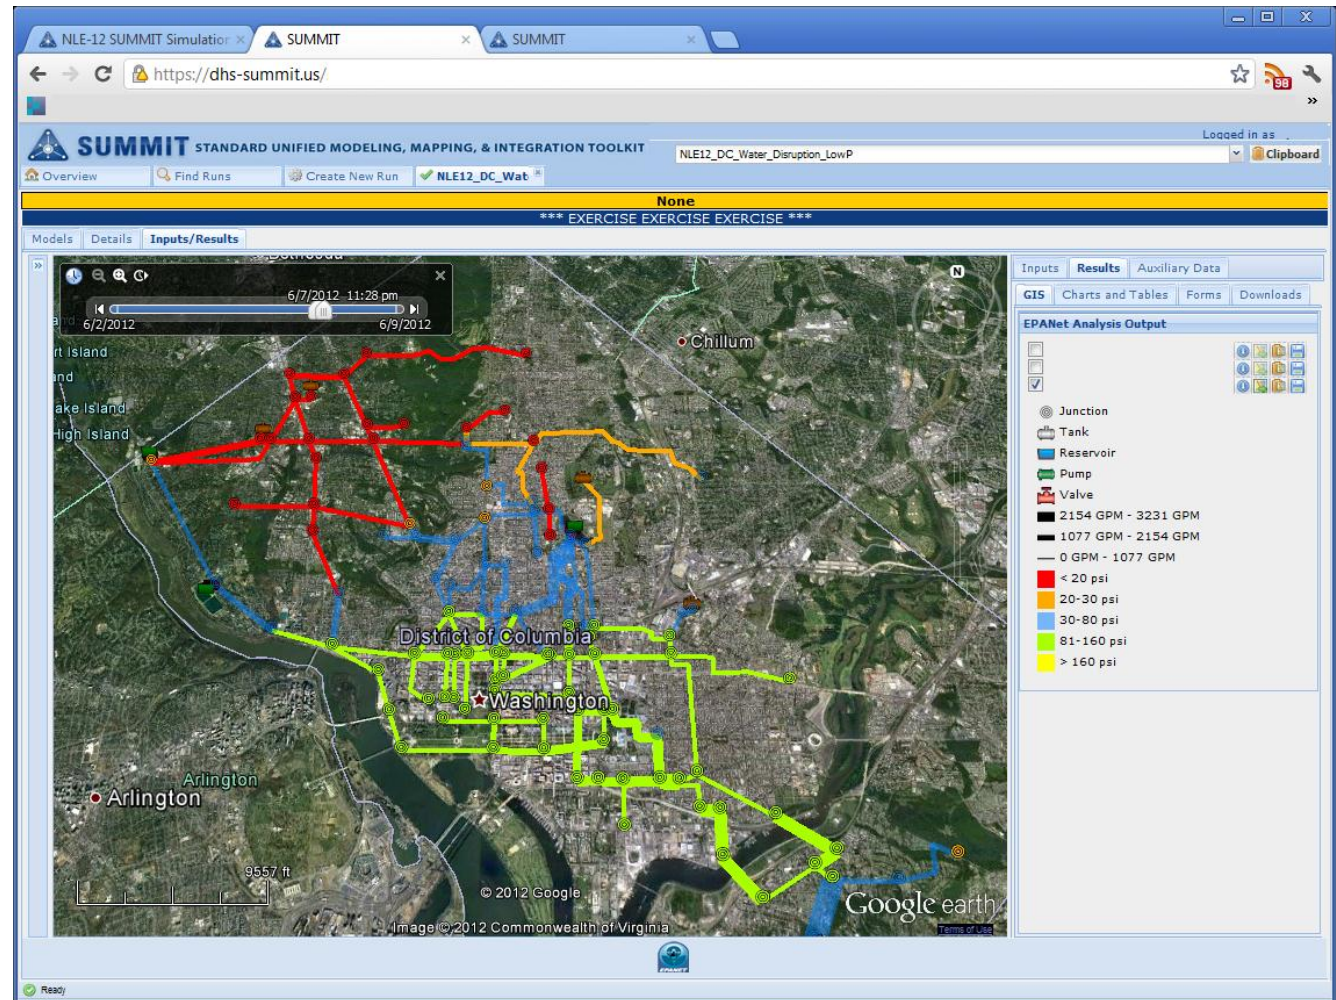 NLE-12 SUMMIT Simulation
SUMMIT
SUMMIT
https://dhs-summit.us/
98
»
SUMMIT STANDARD UNIFIED MODELING, MAPPING, & INTEGRATION TOOLKIT
Logged in as
NLE12_DC_Water_Disruption_LowP
Clipboard
Overview
Find Runs
Create New Run
NLE12_DC_Wat
None
*** EXERCISE EXERCISE EXERCISE ***
Models
Details
Inputs/Results
»
6/7/2012 11:28 pm
6/2/2012
6/9/2012
N
Chillum
rt Island
and
ake Island
High Island
District of Columbia
Washington
Arlington
Arlington
9557 ft
© 2012 Google
Image © 2012 Commonwealth of Virginia
Google earth
Terms of Use
Inputs
Results
Auxiliary Data
GIS
Charts and Tables
Forms
Downloads
EPANet Analysis Output
Junction
Tank
Reservoir
Pump
Valve
2154 GPM - 3231 GPM
1077 GPM - 2154 GPM
0 GPM - 1077 GPM
< 20 psi
20-30 psi
30-80 psi
81-160 psi
> 160 psi
EPANET
Ready